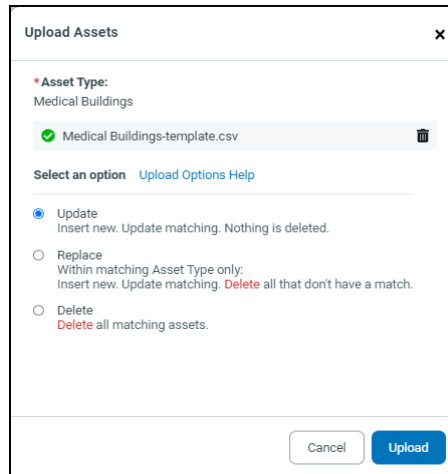 Upload Assets
*Asset Type:
Medical Buildings
Medical Buildings-template.csv
Select an option Upload Options Help
Update
Insert new. Update matching. Nothing is deleted.
Replace
Within matching Asset Type only:
Insert new. Update matching. Delete all that don't have a match.
Delete
Delete all matching assets.
Cancel Upload